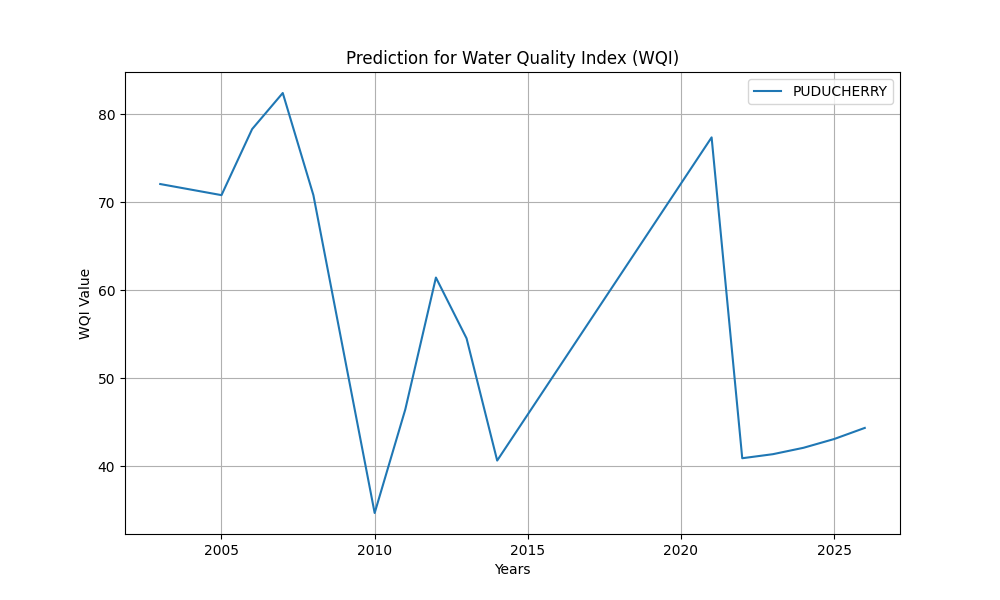 Prediction for Water Quality Index (WQI)
PUDUCHERRY
80
70
60
50
40
WQI Value
2005 2010 2015 2020 2025
Years